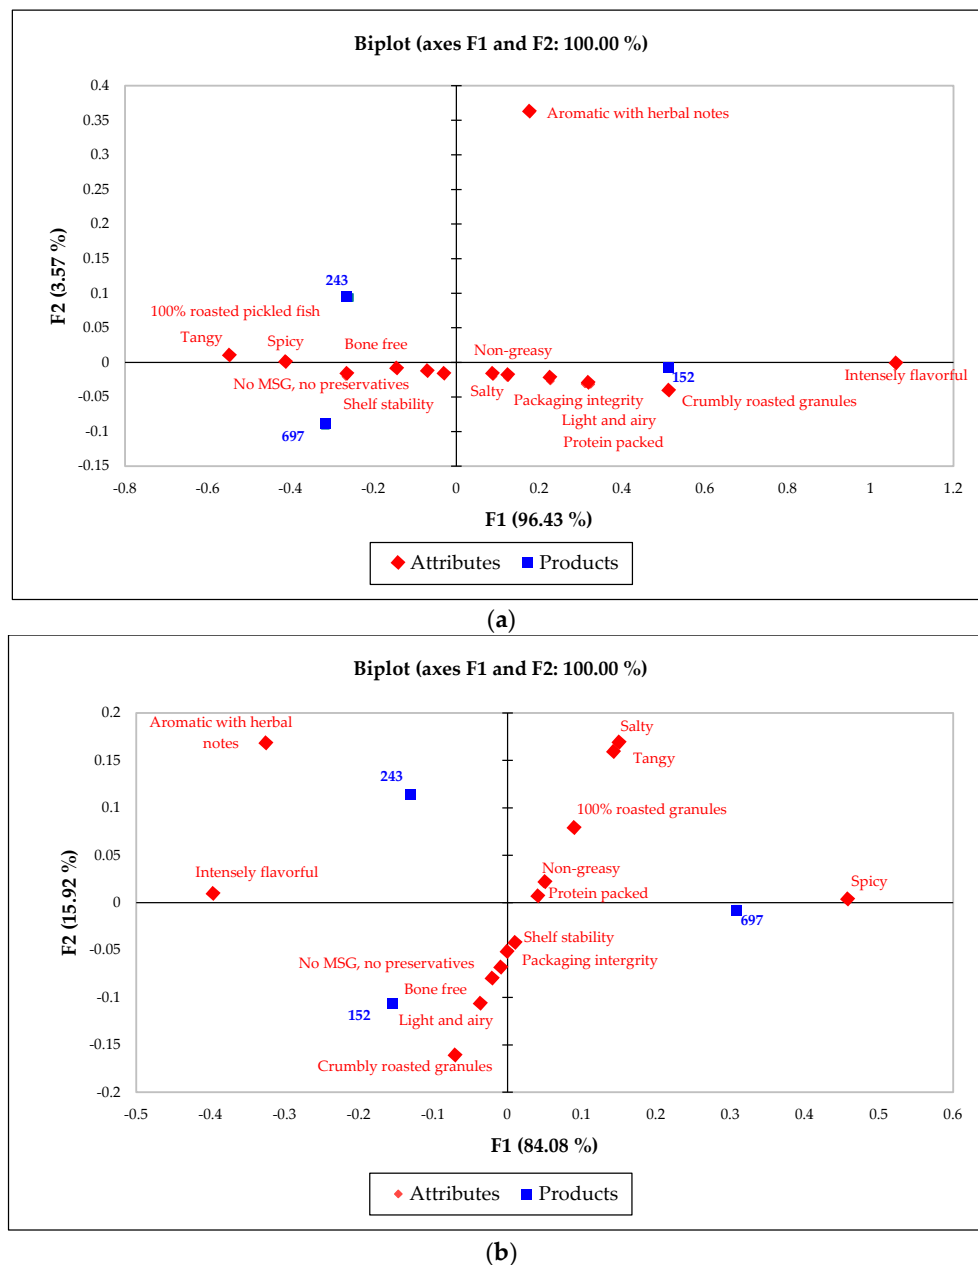 Biplot (axes F1 and F2: 100.00 %)
0.4
Aromatic with herbal notes
0.35
0.3
0.25
0.2
0.15
243
0.1
100% roasted pickled fish
0.05
Tangy
Spicy
Bone free
Non-greasy
0
152
Intensely flavorful
No MSG, no preservatives
Salty
-0.05
Shelf stability
Packaging integrity
Crumbly roasted granules
Light and airy
-0.1
697
Protein packed
-0.15
-0.8
-0.6
-0.4
-0.2
0
0.2
0.4
0.6
0.8
1
1.2
F2 (3.57 %)
F1 (96.43 %)
Attributes
Products
(a)
Biplot (axes F1 and F2: 100.00 %)
0.2
Aromatic with herbal
notes
Salty
Tangy
0.15
243
0.1
100% roasted granules
0.05
Intensely flavorful
Non-greasy
Protein packed
Spicy
0
697
Shelf stability
-0.05
Packaging intergrity
No MSG, no preservatives
Bone free
-0.1
152
Light and airy
-0.15
Crumbly roasted granules
-0.2
-0.5
-0.4
-0.3
-0.2
-0.1
0
0.1
0.2
0.3
0.4
0.5
0.6
F2 (15.92 %)
F1 (84.08 %)
Attributes
Products
(b)